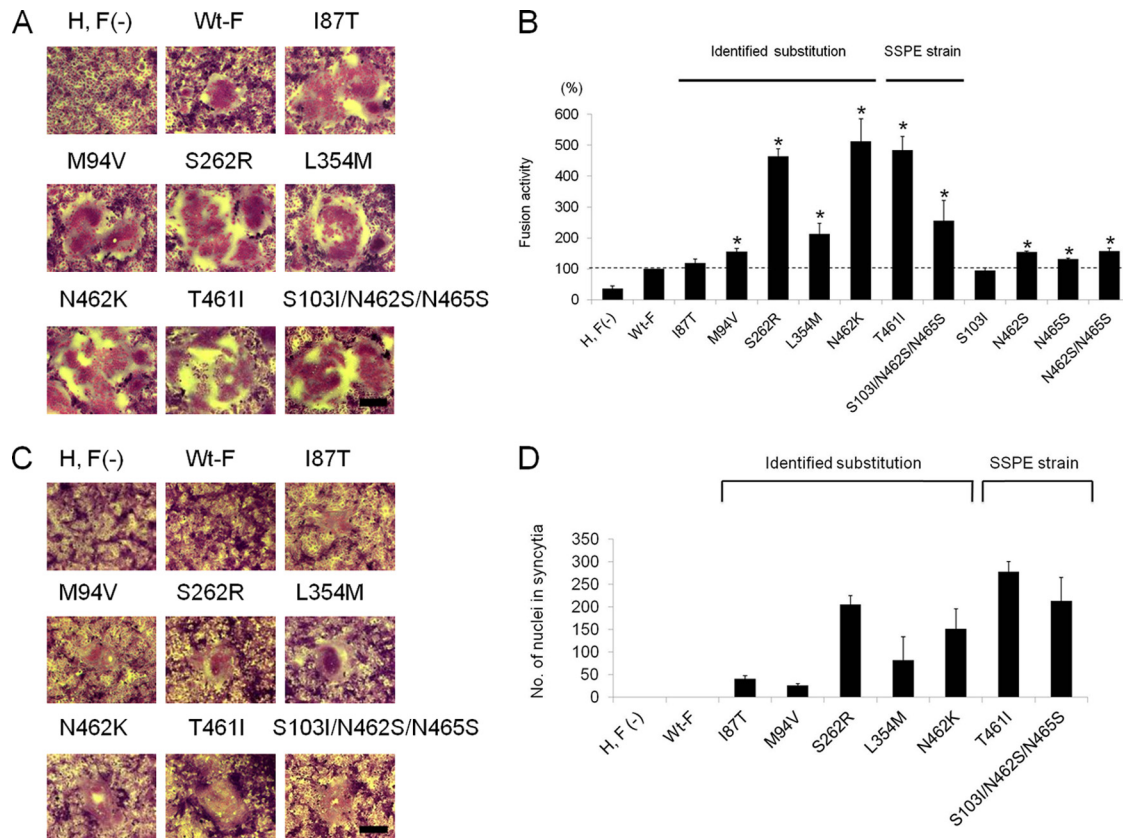 A
H, F(-) Wt-F I87T
M94V S262R L354M
N462K T461I S103I/N462S/N465S
B
Identified substitution SSPE strain
(%)
600
500
400
300
200
100
0
Fusion activity
* * * * * * * * *
H, F(-) Wt-F I87T M94V S262R L354M N462K T461I S103I/N462S/N465S S103I N462S N465S N462S/N465S
C
H, F(-) Wt-F I87T
M94V S262R L354M
N462K T461I S103I/N462S/N465S
D
Identified substitution SSPE strain
350
300
250
200
150
100
50
0
No. of nuclei in syncytia
H, F (-) Wt-F I87T M94V S262R L354M N462K T461I S103I/N462S/N465S